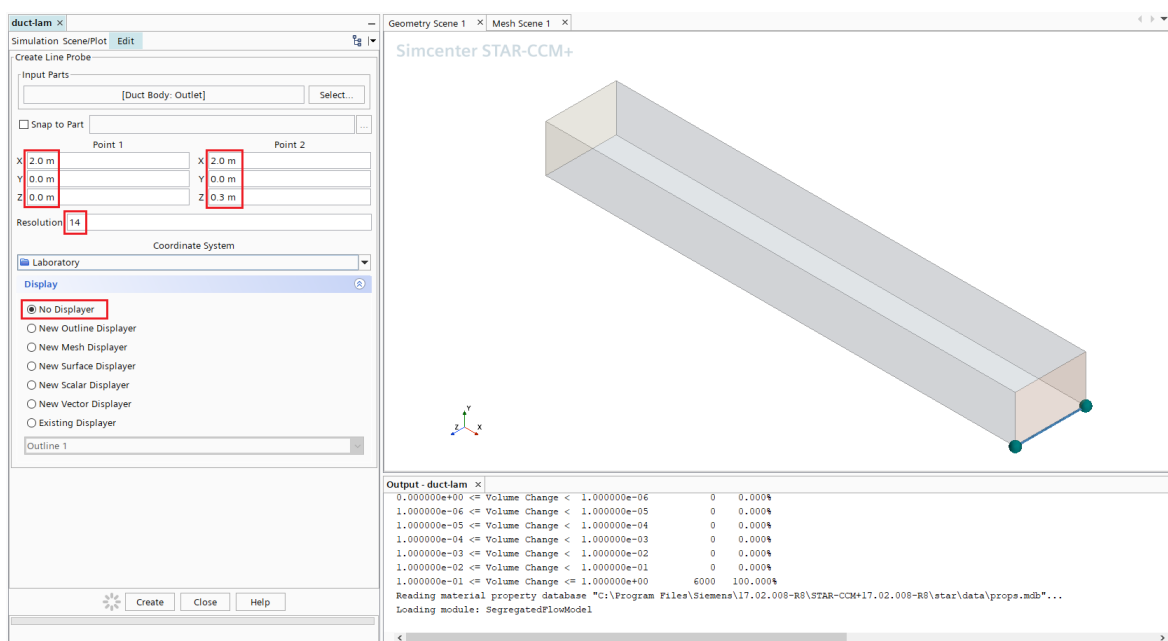 duct-lam ×
Simulation Scene/Plot Edit
Create Line Probe
Input Parts
[Duct Body: Outlet] Select...
Snap to Part ...
Point 1 Point 2
X 2.0 m X 2.0 m
Y 0.0 m Y 0.0 m
Z 0.0 m Z 0.3 m
Resolution 14
Coordinate System
Laboratory
Display
No Displayer
New Outline Displayer
New Mesh Displayer
New Surface Displayer
New Scalar Displayer
New Vector Displayer
Existing Displayer
Outline 1
Create Close Help
Geometry Scene 1 × Mesh Scene 1 ×
Simcenter STAR-CCM+
Y
Z X
Output - duct-lam ×
0.000000e+00 <= Volume Change < 1.000000e-06 0 0.000%
1.000000e-06 <= Volume Change < 1.000000e-05 0 0.000%
1.000000e-05 <= Volume Change < 1.000000e-04 0 0.000%
1.000000e-04 <= Volume Change < 1.000000e-03 0 0.000%
1.000000e-03 <= Volume Change < 1.000000e-02 0 0.000%
1.000000e-02 <= Volume Change < 1.000000e-01 0 0.000%
1.000000e-01 <= Volume Change <= 1.000000e+00 6000 100.000%
Reading material property database "C:\Program Files\Siemens\17.02.008-R8\STAR-CCM+17.02.008-R8\star\data\props.mdb"...
Loading module: SegregatedFlowModel